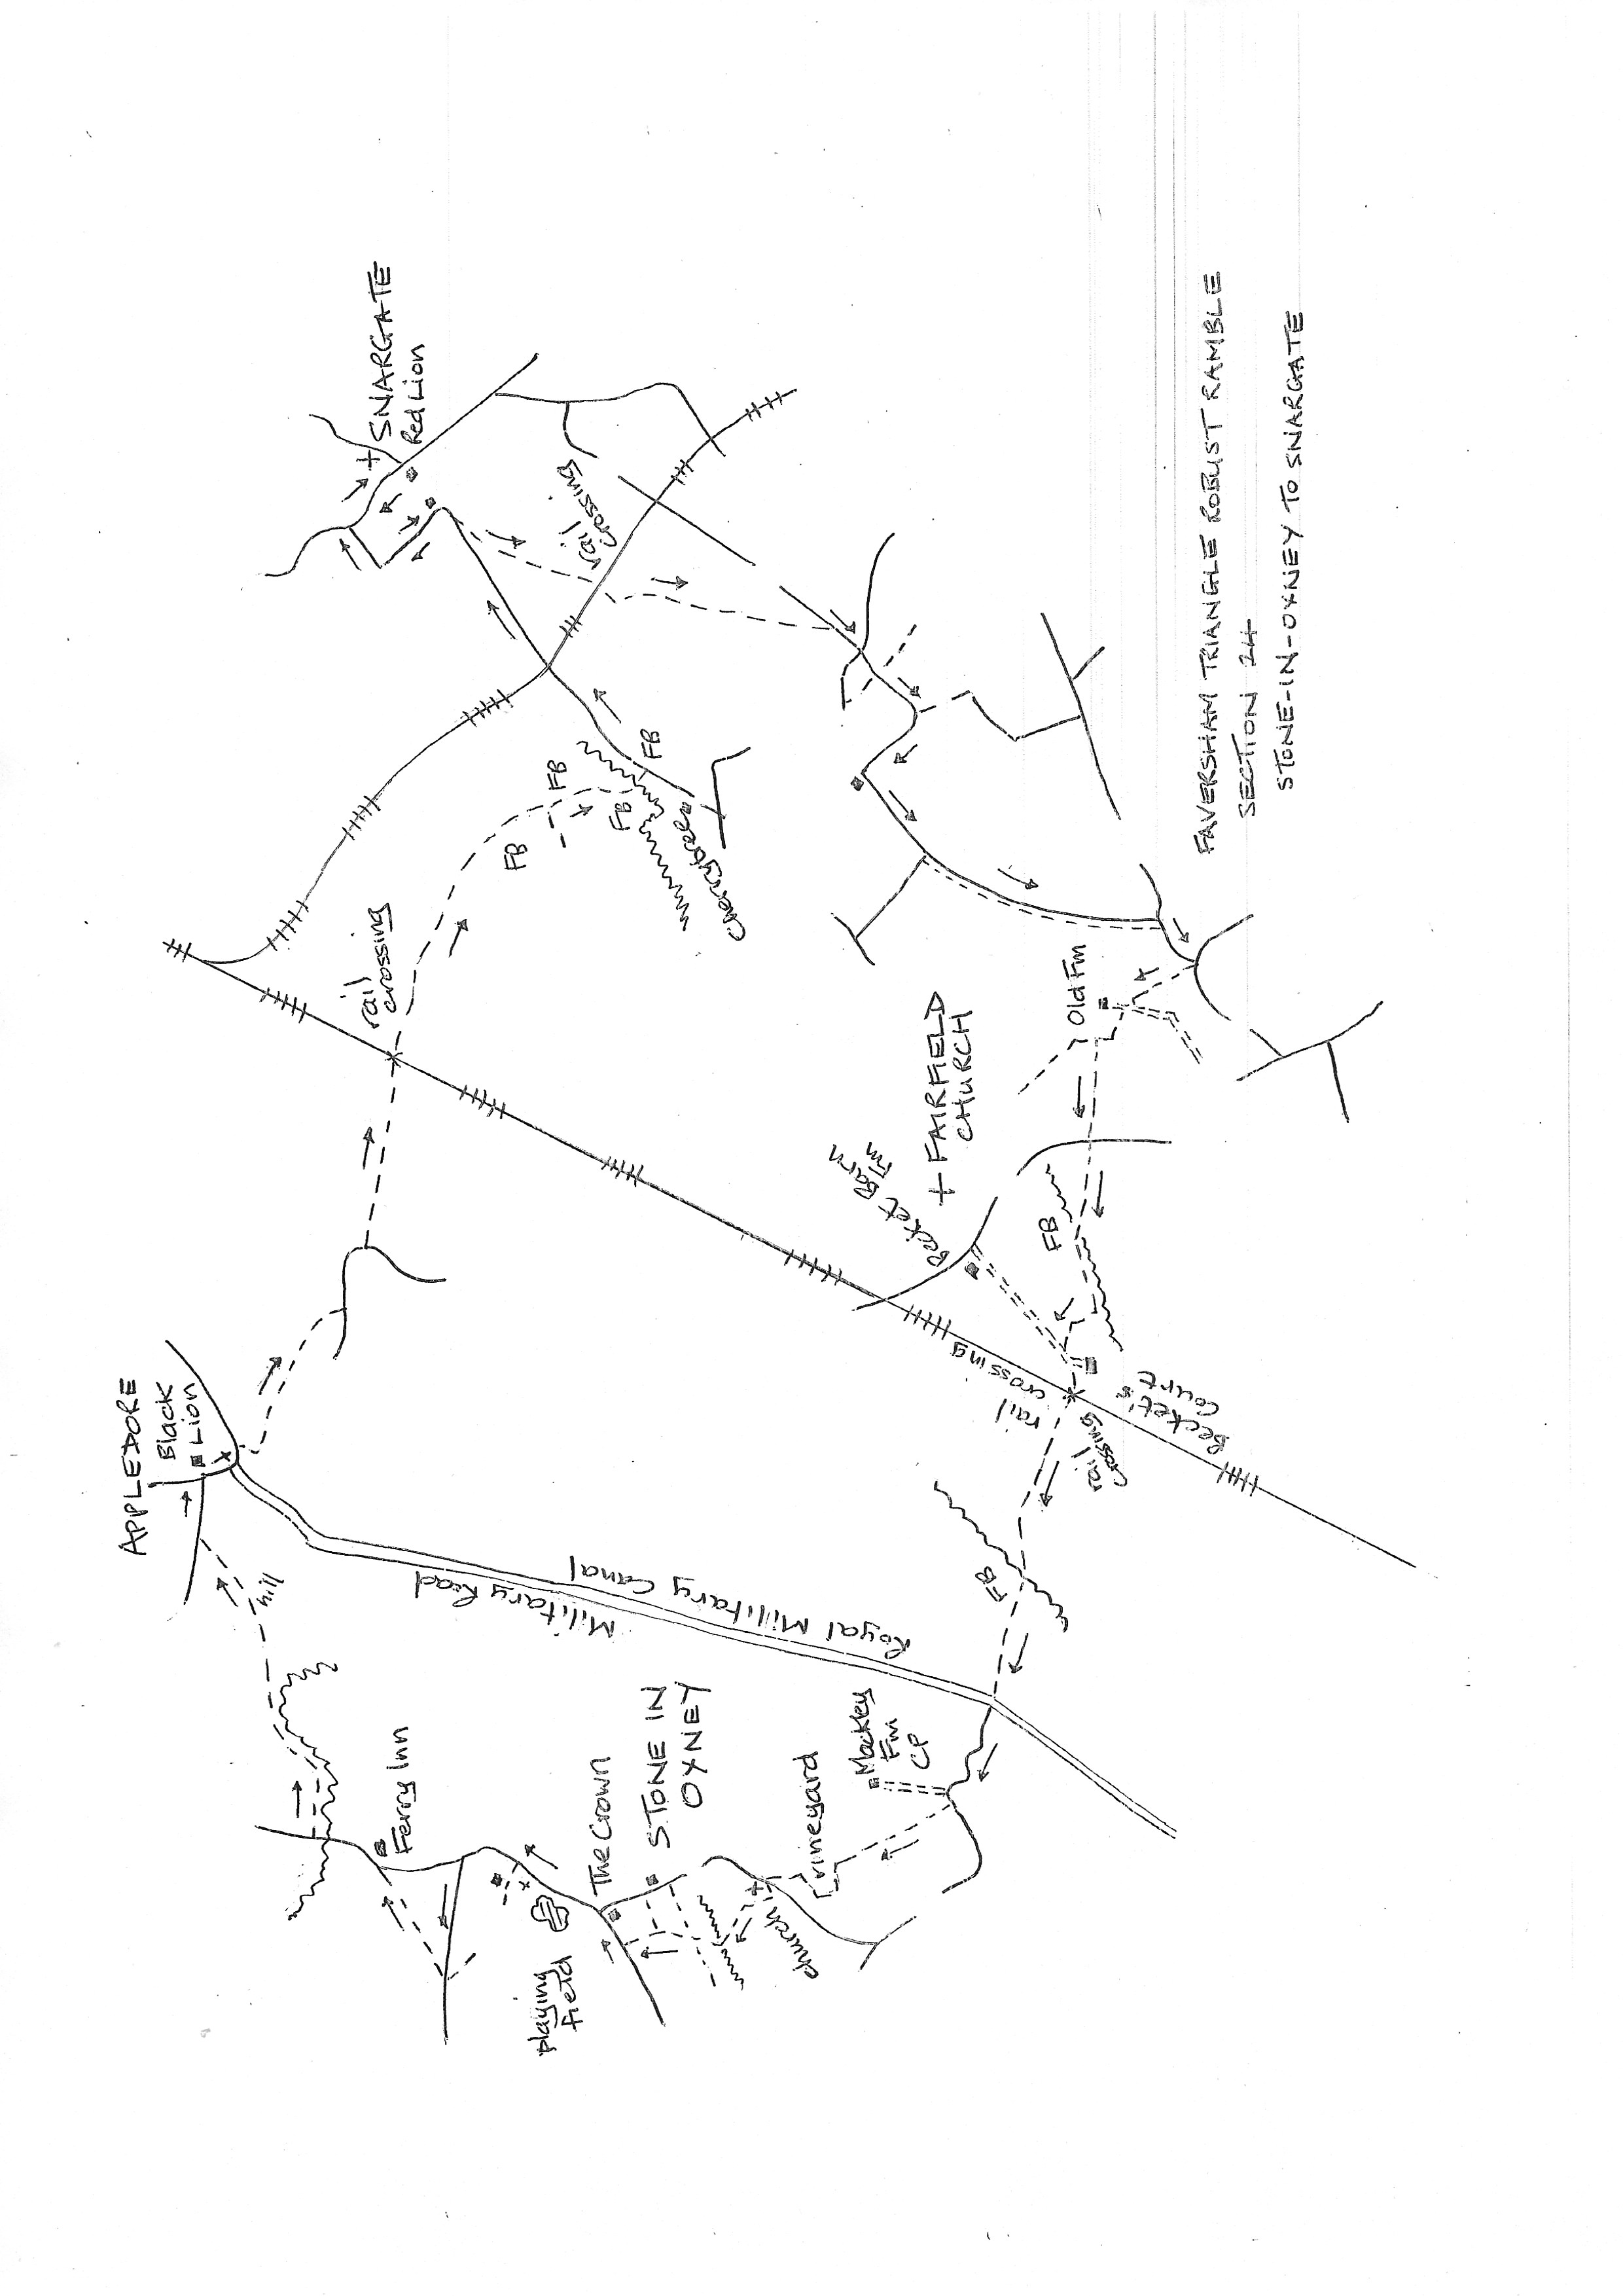 SNARGATE
Red Lion
rail
crossing
rail
crossing
FB
FB
FB
FB
Cherrytree
APPLEDORE
Black
Lion
hill
Military Road
Royal Military Canal
Ferry Inn
The Crown
STONE IN
OXNEY
playing
field
church
vineyard
Mackley
Fm
CP
FB
rail
crossing
rail
crossing
Becket's
Court
Becket Barn
Fm
FAIRFIELD
CHURCH
FB
Old Fm
FAVERSHAM TRIANGLE ROBUST RAMBLE
SECTION 24
STONE-IN-OXNEY TO SNARGATE